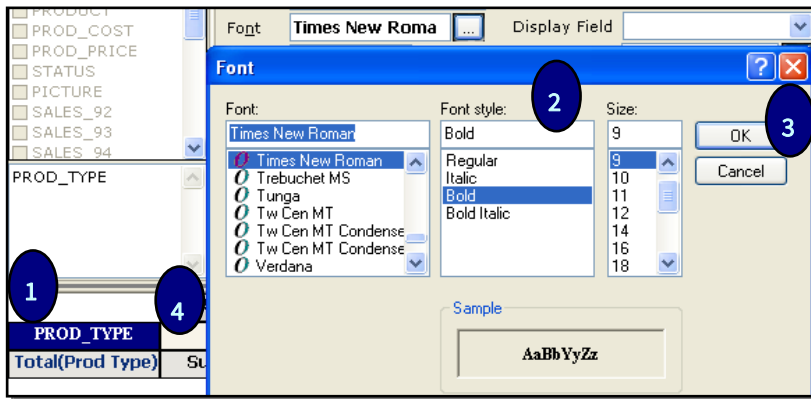 PRODUCT
PROD_COST
PROD_PRICE
STATUS
PICTURE
SALES_92
SALES_93
SALES_94
PROD_TYPE
1
4
PROD_TYPE
Total(Prod Type)
Su
Font
Times New Roma
...
Display Field
Font
?
X
Font:
Times New Roman
Times New Roman
Trebuchet MS
Tunga
Tw Cen MT
Tw Cen MT Condense
Tw Cen MT Condense
Verdana
Font style:
2
Bold
Regular
Italic
Bold
Bold Italic
Size:
9
9
10
11
12
14
16
18
OK
3
Cancel
Sample
AaBbYyZz